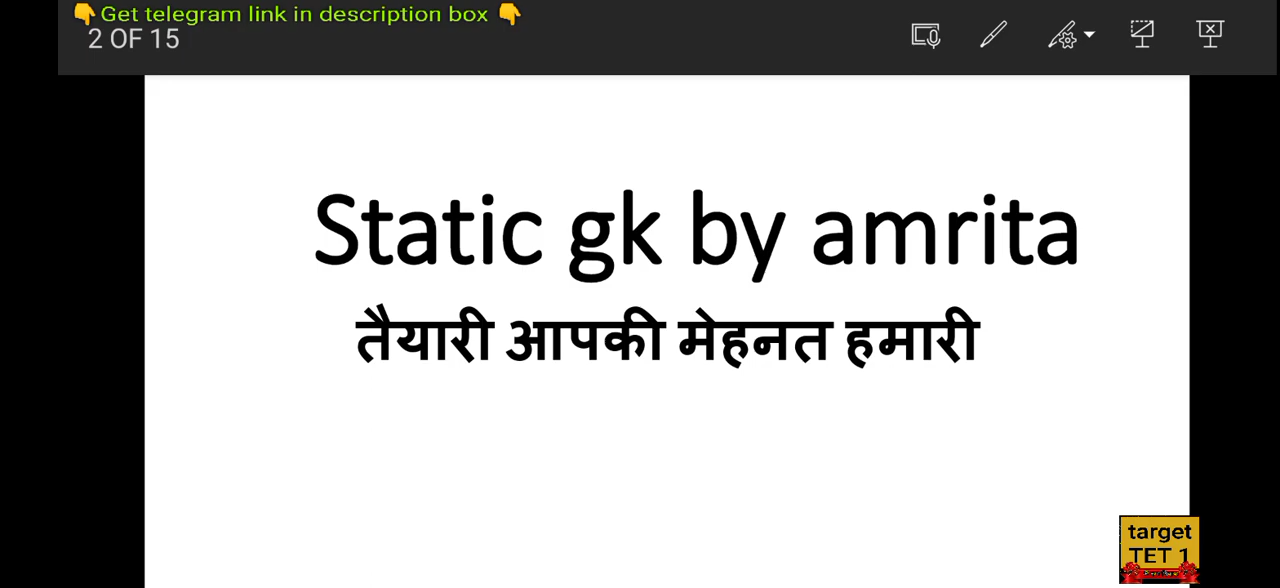 👇Get telegram link in description box 👇
2 OF 15
Static gk by amrita
तैयारी आपकी मेहनत हमारी
target
TET 1